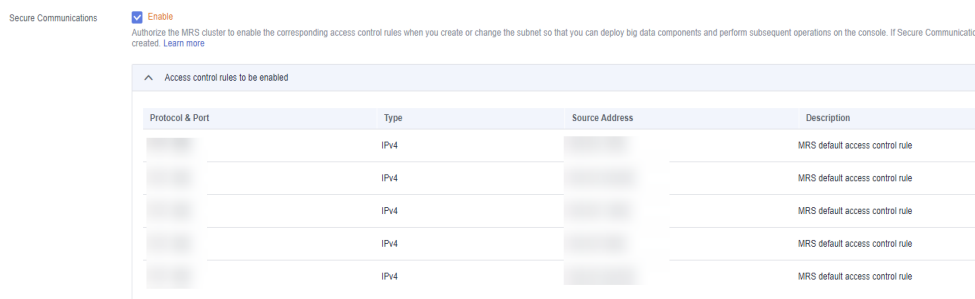 Secure Communications
Enable
Authorize the MRS cluster to enable the corresponding access control rules when you create or change the subnet so that you can deploy big data components and perform subsequent operations on the console. If Secure
created. Learn more
Access control rules to be enabled
Protocol & Port Type Source Address Description
IPv4 MRS default access control rule
IPv4 MRS default access control rule
IPv4 MRS default access control rule
IPv4 MRS default access control rule
IPv4 MRS default access control rule